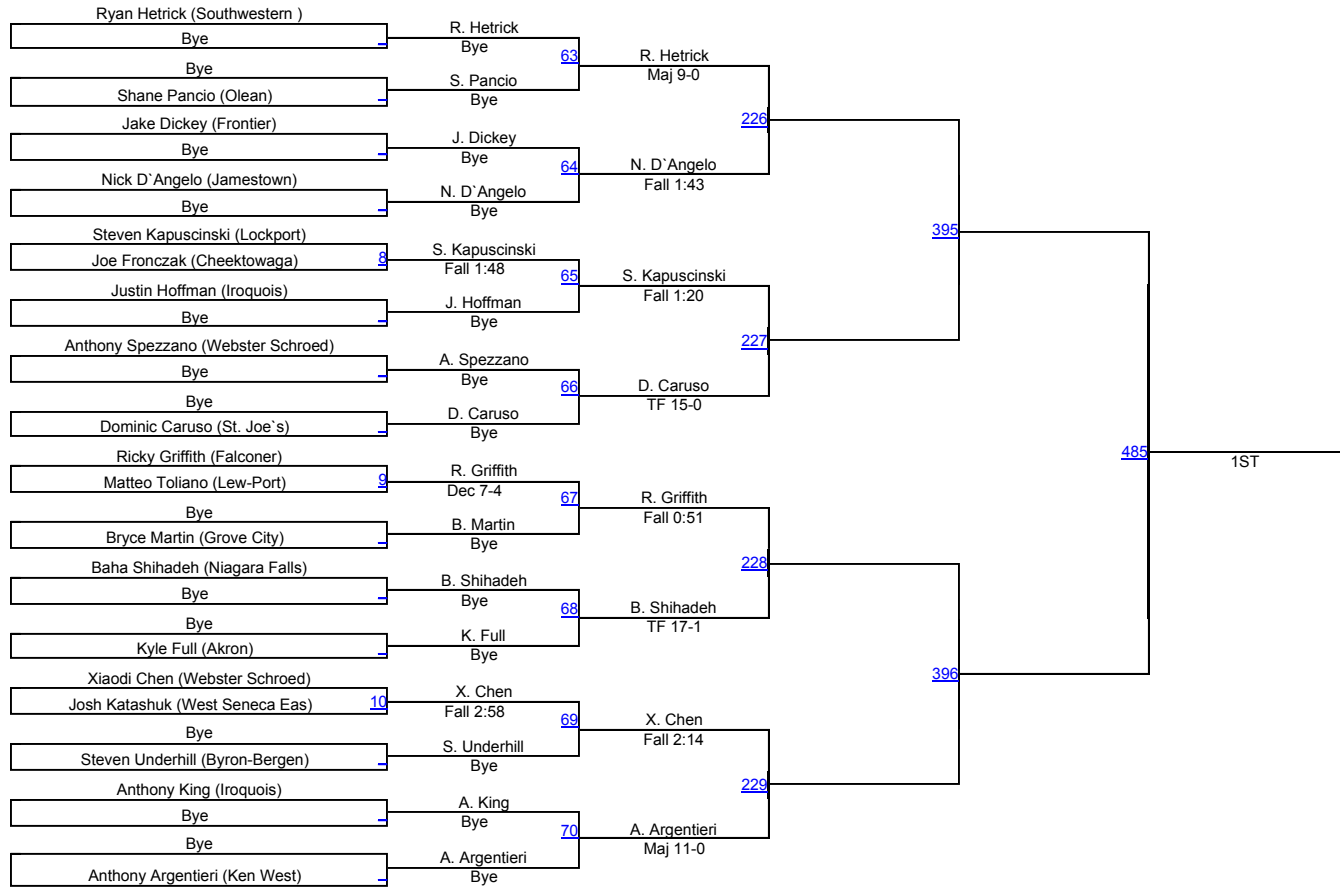 Ryan Hetrick (Southwestern )
Bye
Bye
Shane Pancio (Olean)
Jake Dickey (Frontier)
Bye
Nick D`Angelo (Jamestown)
Bye
Steven Kapuscinski (Lockport)
Joe Fronczak (Cheektowaga) 8
Justin Hoffman (Iroquois)
Bye
Anthony Spezzano (Webster Schroed)
Bye
Bye
Dominic Caruso (St. Joe`s)
Ricky Griffith (Falconer)
Matteo Toliano (Lew-Port) 9
Bye
Bryce Martin (Grove City)
Baha Shihadeh (Niagara Falls)
Bye
Bye
Kyle Full (Akron)
Xiaodi Chen (Webster Schroed)
Josh Katashuk (West Seneca Eas) 10
Bye
Steven Underhill (Byron-Bergen)
Anthony King (Iroquois)
Bye
Bye
Anthony Argentieri (Ken West)
R. Hetrick
Bye
63
S. Pancio
Bye
J. Dickey
Bye
64
N. D`Angelo
Bye
S. Kapuscinski
Fall 1:48
65
J. Hoffman
Bye
A. Spezzano
Bye
66
D. Caruso
Bye
R. Griffith
Dec 7-4
67
B. Martin
Bye
B. Shihadeh
Bye
68
K. Full
Bye
X. Chen
Fall 2:58
69
S. Underhill
Bye
A. King
Bye
70
A. Argentieri
Bye
R. Hetrick
Maj 9-0
226
N. D`Angelo
Fall 1:43
S. Kapuscinski
Fall 1:20
227
D. Caruso
TF 15-0
R. Griffith
Fall 0:51
228
B. Shihadeh
TF 17-1
X. Chen
Fall 2:14
229
A. Argentieri
Maj 11-0
395
396
485
1ST